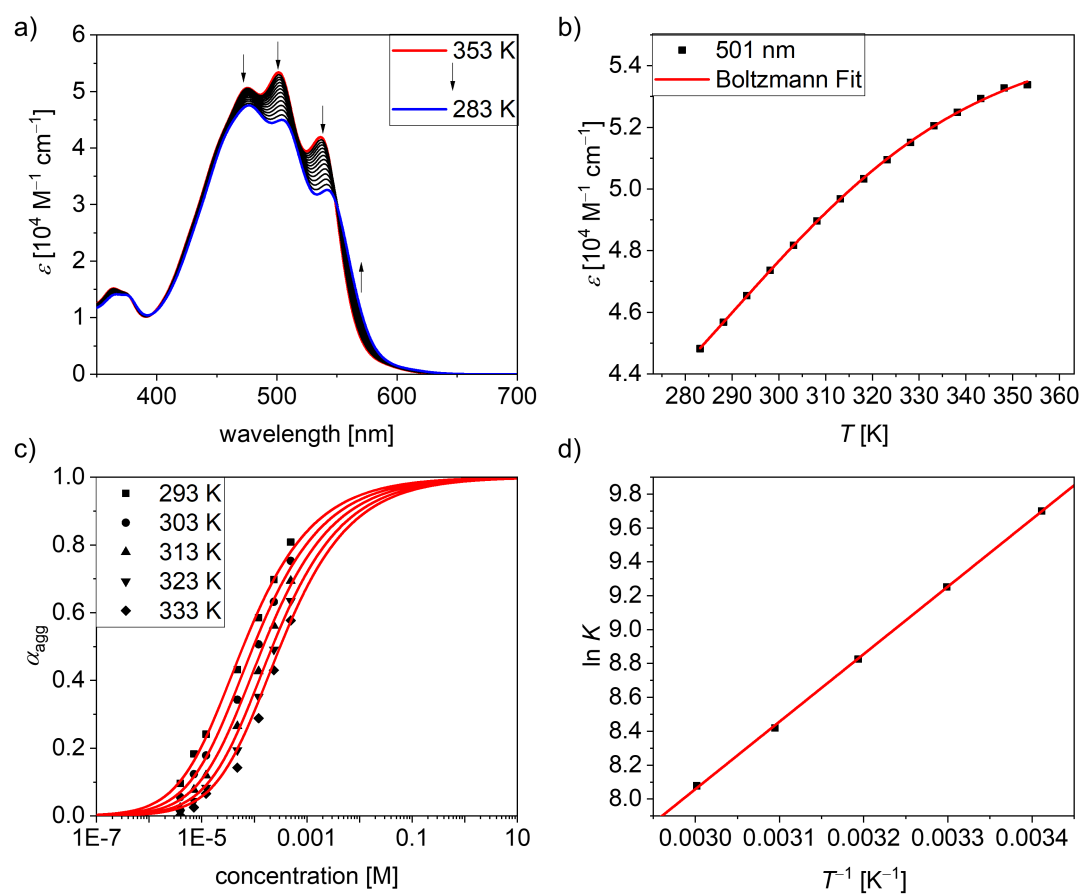 a)
6
5
4
3
2
1
0
ε [10⁴ M⁻¹ cm⁻¹]
353 K
283 K
400 500 600 700
wavelength [nm]
b)
5.4
5.2
5.0
4.8
4.6
4.4
ε [10⁴ M⁻¹ cm⁻¹]
501 nm
Boltzmann Fit
280 290 300 310 320 330 340 350 360
T [K]
c)
1.0
0.8
0.6
0.4
0.2
0.0
αagg
293 K
303 K
313 K
323 K
333 K
1E-7 1E-5 0.001 0.1 10
concentration [M]
d)
9.8
9.6
9.4
9.2
9.0
8.8
8.6
8.4
8.2
8.0
ln K
0.0030 0.0031 0.0032 0.0033 0.0034
T⁻¹ [K⁻¹]